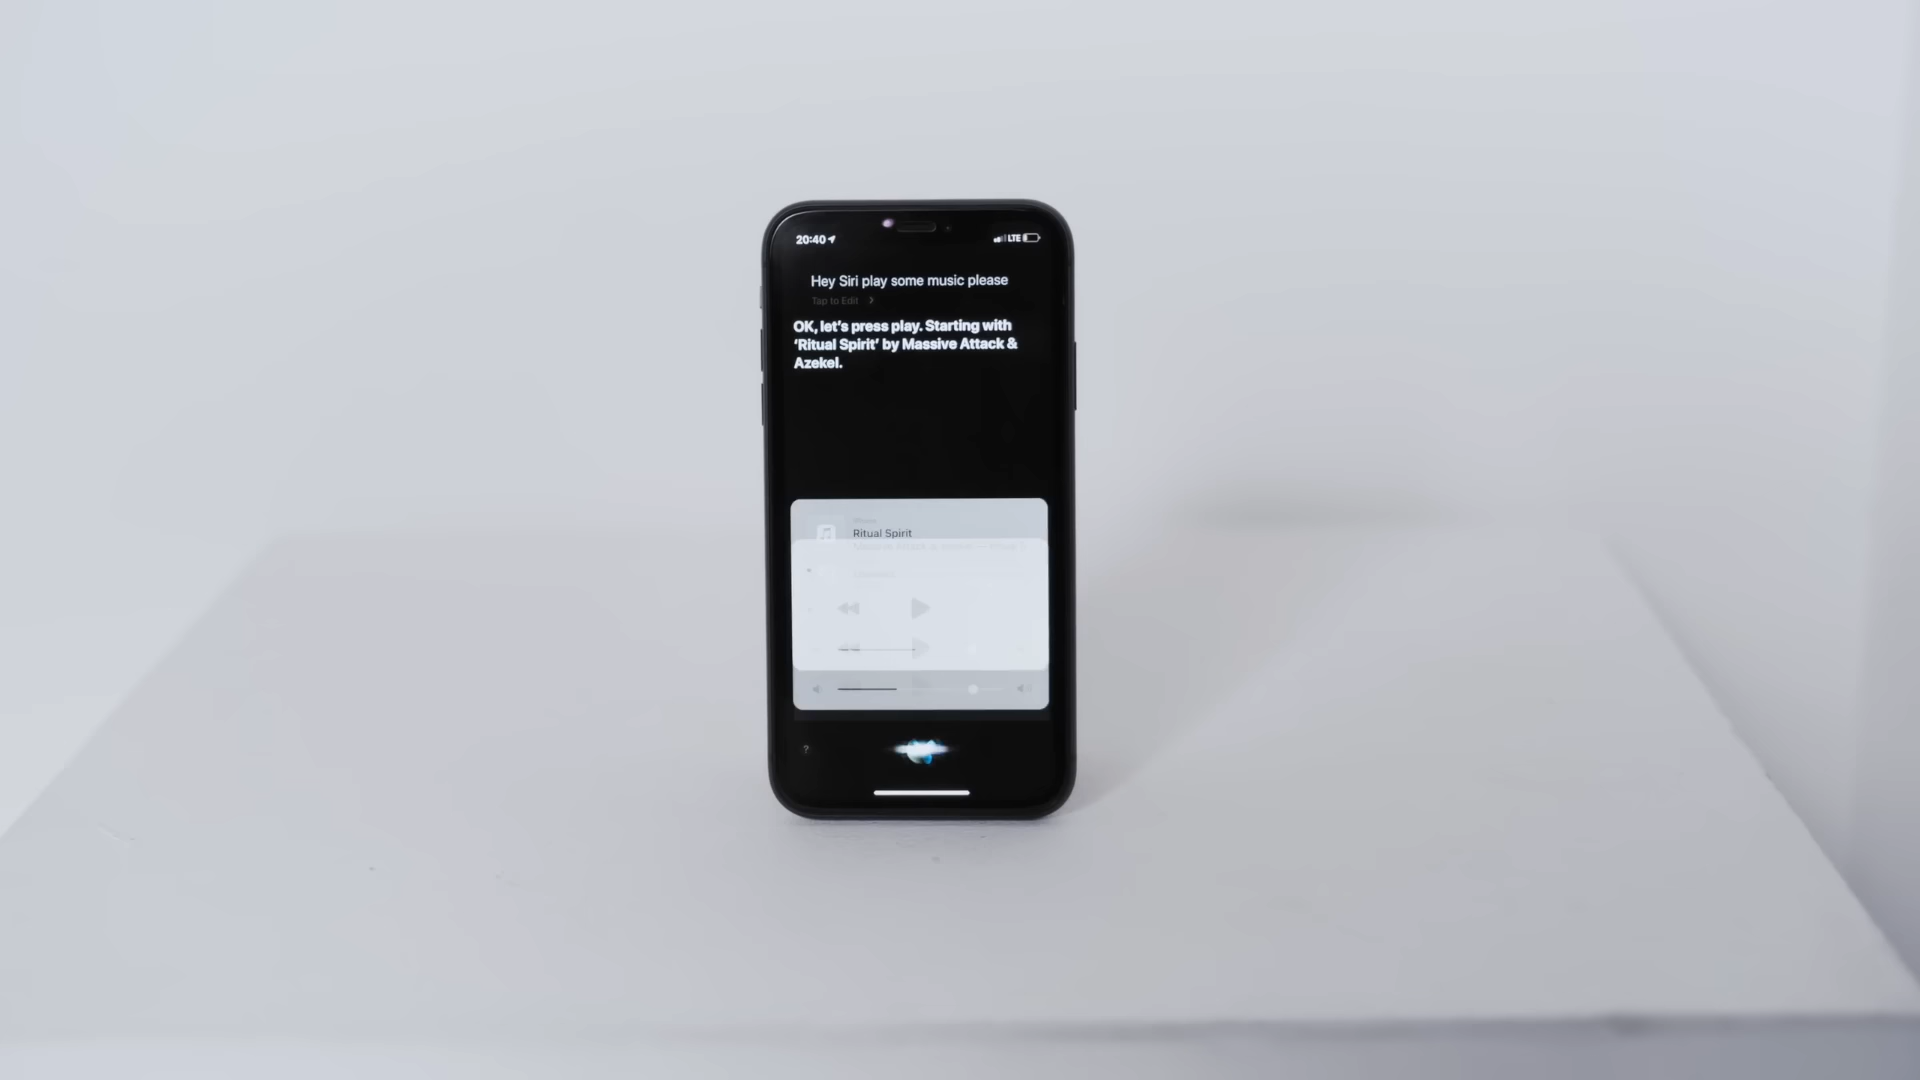 20:40
LTE
Hey Siri play some music please
Tap to Edit
OK, let's press play. Starting with
‘Ritual Spirit’ by Massive Attack &
Azekel.
Ritual Spirit
?